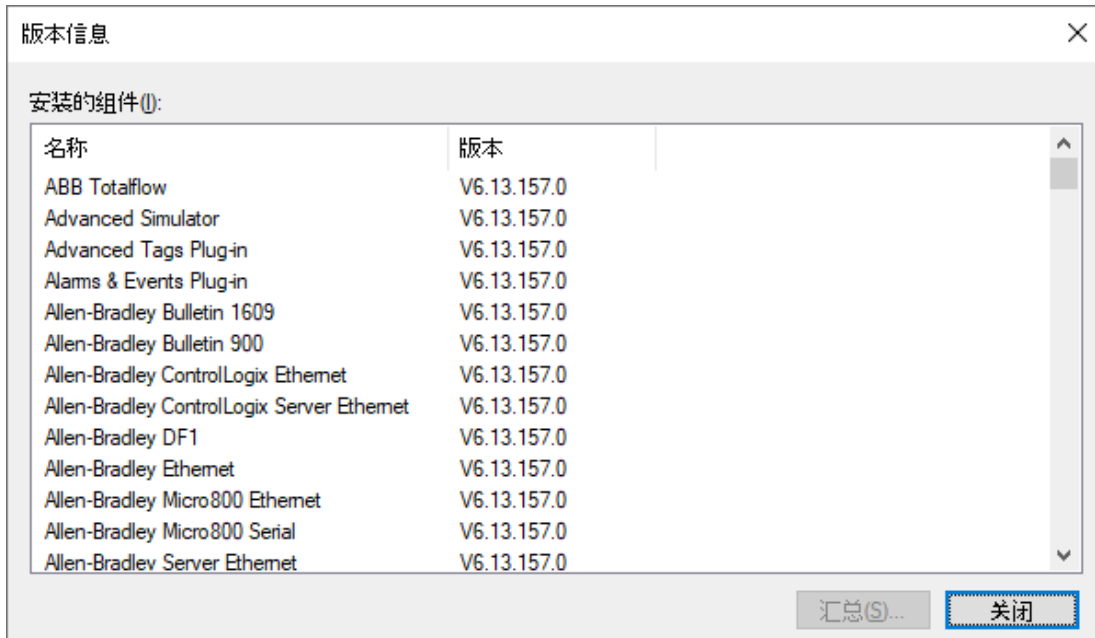 版本信息
安装的组件(I):
名称 版本
ABB Totalflow V6.13.157.0
Advanced Simulator V6.13.157.0
Advanced Tags Plug-in V6.13.157.0
Alarms & Events Plug-in V6.13.157.0
Allen-Bradley Bulletin 1609 V6.13.157.0
Allen-Bradley Bulletin 900 V6.13.157.0
Allen-Bradley ControlLogix Ethernet V6.13.157.0
Allen-Bradley ControlLogix Server Ethernet V6.13.157.0
Allen-Bradley DF1 V6.13.157.0
Allen-Bradley Ethernet V6.13.157.0
Allen-Bradley Micro800 Ethernet V6.13.157.0
Allen-Bradley Micro800 Serial V6.13.157.0
Allen-Bradley Server Ethernet V6.13.157.0
汇总(S)... 关闭